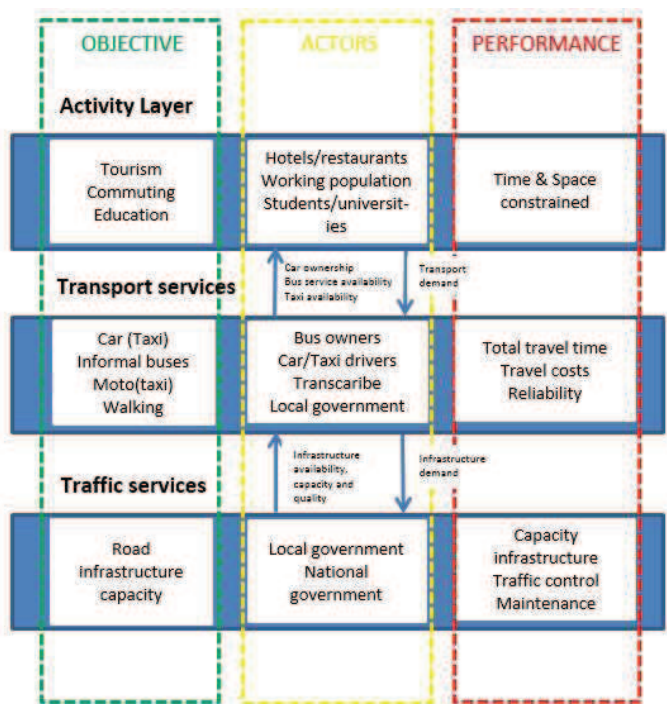 OBJECTIVE
ACTORS
PERFORMANCE
Activity Layer
Tourism
Commuting
Education
Hotels/restaurants
Working population
Students/universit-
ies
Time & Space
constrained
Car ownership
Bus service availability
Taxi availability
Transport
demand
Transport services
Car (Taxi)
Informal buses
Moto(taxi)
Walking
Bus owners
Car/Taxi drivers
Transcaribe
Local government
Total travel time
Travel costs
Reliability
Infrastructure
availability,
capacity and
quality
Infrastructure
demand
Traffic services
Road
infrastructure
capacity
Local government
National
government
Capacity
infrastructure
Traffic control
Maintenance